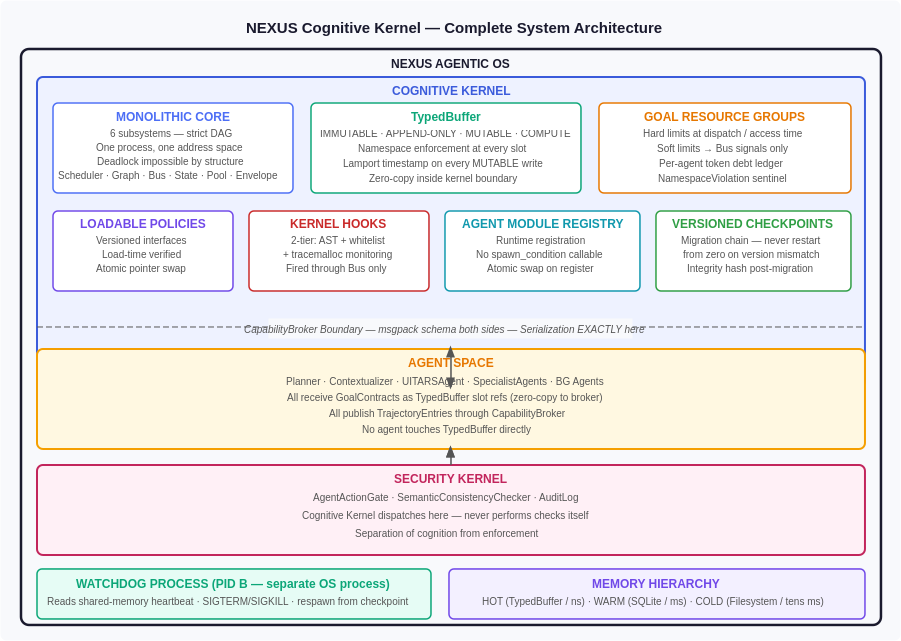 NEXUS Cognitive Kernel — Complete System Architecture
NEXUS AGENTIC OS
COGNITIVE KERNEL
MONOLITHIC CORE
6 subsystems — strict DAG
One process, one address space
Deadlock impossible by structure
Scheduler · Graph · Bus · State · Pool · Envelope
TypedBuffer
IMMUTABLE · APPEND-ONLY · MUTABLE · COMPUTE
Namespace enforcement at every slot
Lamport timestamp on every MUTABLE write
Zero-copy inside kernel boundary
GOAL RESOURCE GROUPS
Hard limits at dispatch / access time
Soft limits → Bus signals only
Per-agent token debt ledger
NamespaceViolation sentinel
LOADABLE POLICIES
Versioned interfaces
Load-time verified
Atomic pointer swap
KERNEL HOOKS
2-tier: AST + whitelist
+ tracemalloc monitoring
Fired through Bus only
AGENT MODULE REGISTRY
Runtime registration
No spawn_condition callable
Atomic swap on register
VERSIONED CHECKPOINTS
Migration chain — never restart
from zero on version mismatch
Integrity hash post-migration
CapabilityBroker Boundary — msgpack schema both sides — Serialization EXACTLY here
AGENT SPACE
Planner · Contextualizer · UITARSAgent · SpecialistAgents · BG Agents
All receive GoalContracts as TypedBuffer slot refs (zero-copy to broker)
All publish TrajectoryEntries through CapabilityBroker
No agent touches TypedBuffer directly
SECURITY KERNEL
AgentActionGate · SemanticConsistencyChecker · AuditLog
Cognitive Kernel dispatches here — never performs checks itself
Separation of cognition from enforcement
WATCHDOG PROCESS (PID B — separate OS process)
Reads shared-memory heartbeat · SIGTERM/SIGKILL · respawn from checkpoint
MEMORY HIERARCHY
HOT (TypedBuffer / ns) · WARM (SQLite / ms) · COLD (Filesystem / tens ms)